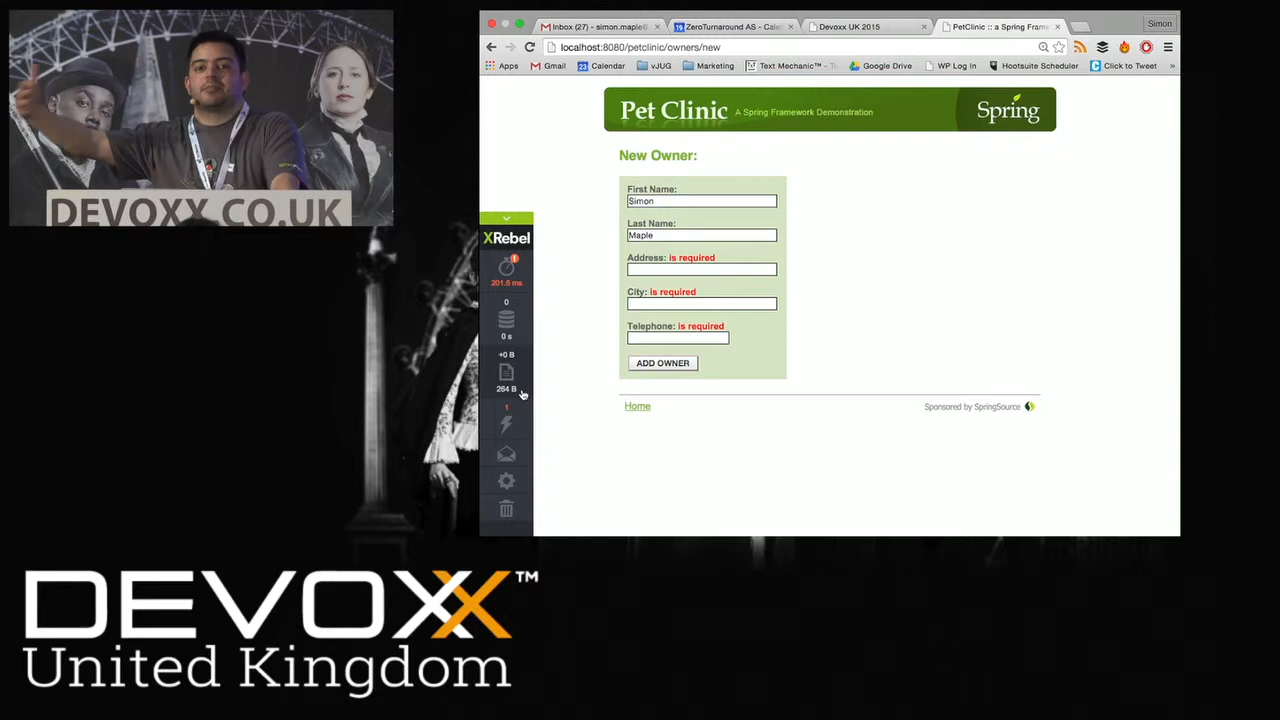 DEVOXX.CO.UK
Inbox (27) - simon.maple@
ZeroTurnaround AS - Cale
Devoxx UK 2015
PetClinic :: a Spring Fram
Simon
localhost:8080/petclinic/owners/new
Apps
Gmail
Calendar
vJUG
Marketing
Text Mechanic™ - T
Google Drive
WP Log In
Hootsuite Scheduler
Click to Tweet
»
Pet Clinic
A Spring Framework Demonstration
Spring
New Owner:
First Name:
Simon
Last Name:
Maple
Address: is required
City: is required
Telephone: is required
ADD OWNER
Home
Sponsored by SpringSource
XRebel
201.5 ms
0
0 s
+0 B
264 B
1
DEVOXX™
United Kingdom